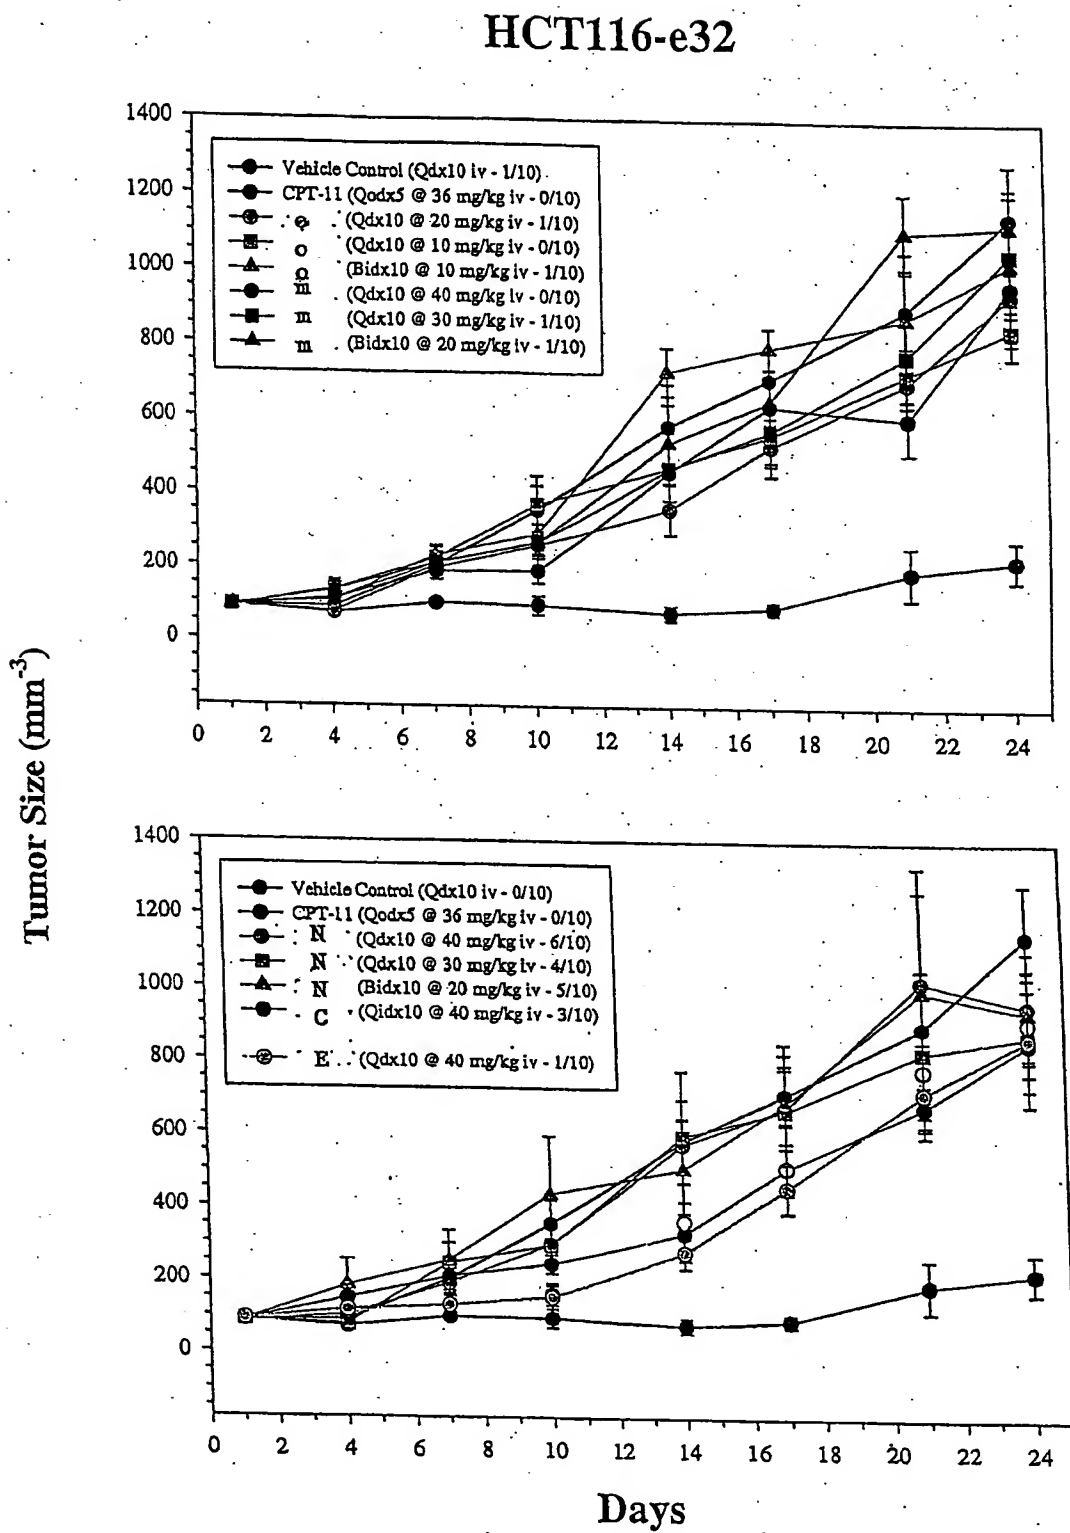 HCT116-e32
Tumor Size (mm-3)
1400
1200
1000
800
600
400
200
0
Vehicle Control (Qdx10 iv - 1/10)
CPT-11 (Qodx5 @ 36 mg/kg iv - 0/10)
(Qdx10 @ 20 mg/kg iv - 1/10)
o (Qdx10 @ 10 mg/kg iv - 0/10)
o (Bidx10 @ 10 mg/kg iv - 1/10)
m (Qdx10 @ 40 mg/kg iv - 0/10)
m (Qdx10 @ 30 mg/kg iv - 1/10)
m (Bidx10 @ 20 mg/kg iv - 1/10)
0 2 4 6 8 10 12 14 16 18 20 22 24
1400
1200
1000
800
600
400
200
0
Vehicle Control (Qdx10 iv - 0/10)
CPT-11 (Qodx5 @ 36 mg/kg iv - 0/10)
N (Qdx10 @ 40 mg/kg iv - 6/10)
N (Qdx10 @ 30 mg/kg iv - 4/10)
N (Bidx10 @ 20 mg/kg iv - 5/10)
C (Qidx10 @ 40 mg/kg iv - 3/10)
E (Qdx10 @ 40 mg/kg iv - 1/10)
0 2 4 6 8 10 12 14 16 18 20 22 24
Days